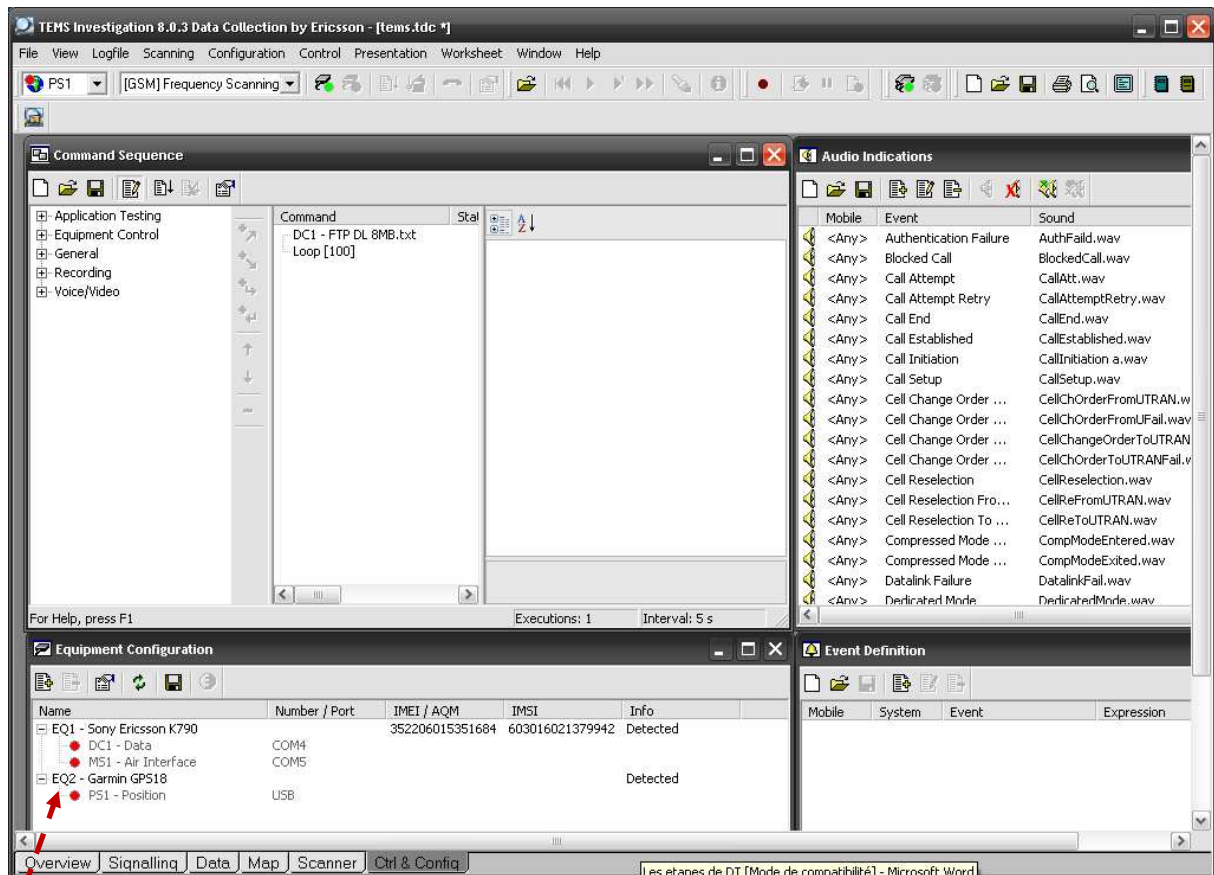 TEMS Investigation 8.0.3 Data Collection by Ericsson - [tems.tdc *]
File View Logfile Scanning Configuration Control Presentation Worksheet Window Help
PS1 [GSM] Frequency Scanning
Command Sequence
Application Testing
Equipment Control
General
Recording
Voice/Video
Command Stat
DC1 - FTP DL 8MB.txt
Loop [100]
For Help, press F1 Executions: 1 Interval: 5 s
Audio Indications
Mobile Event Sound
<Any> Authentication Failure AuthFaild.wav
<Any> Blocked Call BlockedCall.wav
<Any> Call Attempt CallAtt.wav
<Any> Call Attempt Retry CallAttemptRetry.wav
<Any> Call End CallEnd.wav
<Any> Call Established CallEstablished.wav
<Any> Call Initiation CallInitiation a.wav
<Any> Call Setup CallSetup.wav
<Any> Cell Change Order ... CellChOrderFromUTRAN.w
<Any> Cell Change Order ... CellChOrderFromUFail.wav
<Any> Cell Change Order ... CellChangeOrderToUTRAN
<Any> Cell Change Order ... CellChOrderToUTRANFail.w
<Any> Cell Reselection CellReselection.wav
<Any> Cell Reselection Fro... CellReFromUTRAN.wav
<Any> Cell Reselection To ... CellReToUTRAN.wav
<Any> Compressed Mode ... CompModeEntered.wav
<Any> Compressed Mode ... CompModeExited.wav
<Any> Datalink Failure DatalinkFail.wav
<Any> Dedicated Mode DedicatedMode.wav
Equipment Configuration
Name Number / Port IMEI / AQM IMSI Info
EQ1 - Sony Ericsson K790 352206015351684 603016021379942 Detected
DC1 - Data COM4
MS1 - Air Interface COM5
EQ2 - Garmin GPS18 Detected
PS1 - Position USB
Event Definition
Mobile System Event Expression
Overview Signalling Data Map Scanner Ctrl & Config
Les etapes de DT [Mode de compatibilité] - Microsoft Word